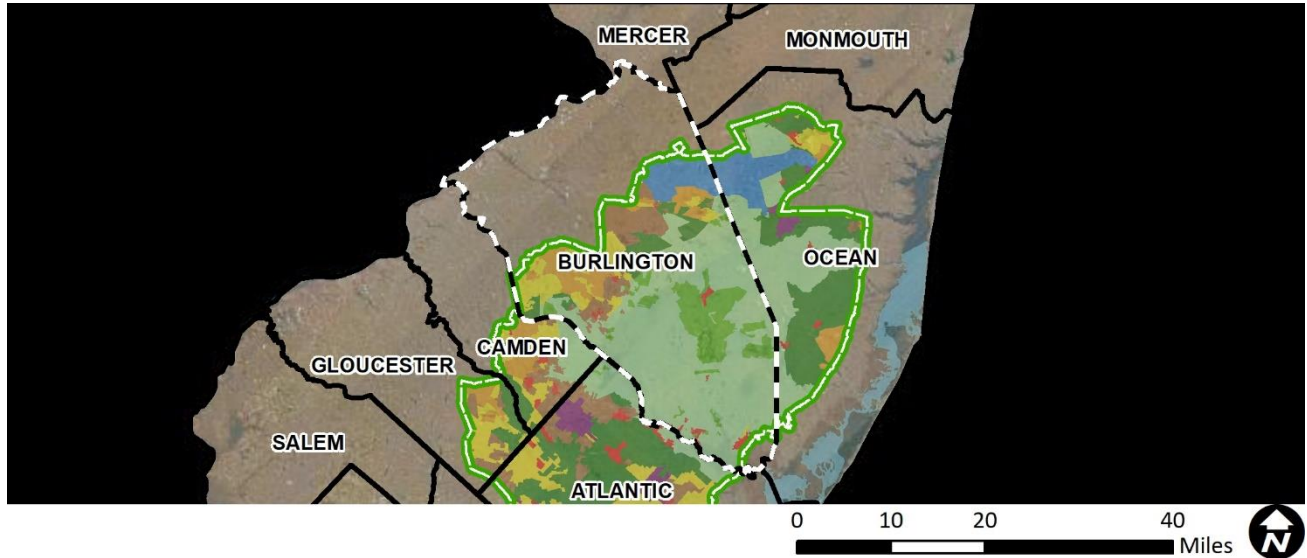 MERCER
MONMOUTH
BURLINGTON
OCEAN
CAMDEN
GLOUCESTER
SALEM
ATLANTIC
0 10 20 40
Miles
N